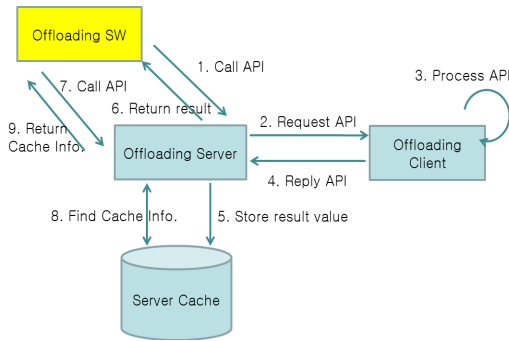 Offloading SW
1. Call API
3. Process API
7. Call API
6. Return result
9. Return
Cache Info.
2. Request API
Offloading Server
Offloading
Client
4. Reply API
8. Find Cache Info.
5. Store result value
Server Cache